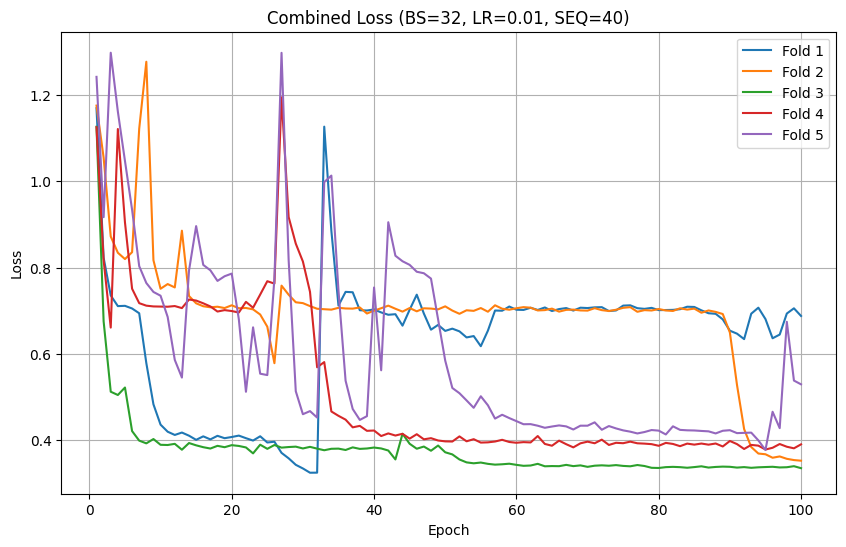 Combined Loss (BS=32, LR=0.01, SEQ=40)
Fold 1
Fold 2
Fold 3
Fold 4
Fold 5
Loss
1.2
1.0
0.8
0.6
0.4
0 20 40 60 80 100
Epoch